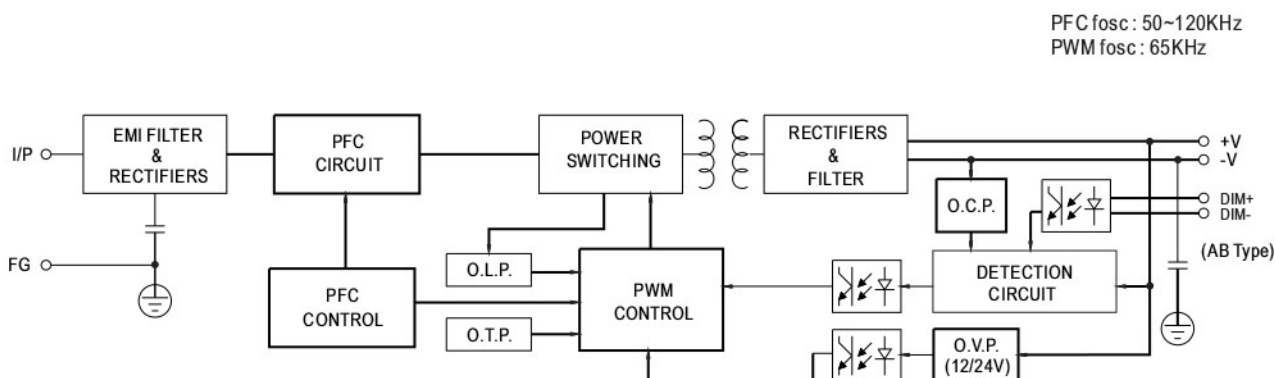 PFC fosc : 50~120KHz
PWM fosc : 65KHz
I/P
EMI FILTER
&
RECTIFIERS
PFC
CIRCUIT
POWER
SWITCHING
RECTIFIERS
&
FILTER
+V
-V
O.C.P.
DIM+
DIM-
(AB Type)
FG
O.L.P.
PFC
CONTROL
O.T.P.
PWM
CONTROL
DETECTION
CIRCUIT
O.V.P.
(12/24V)